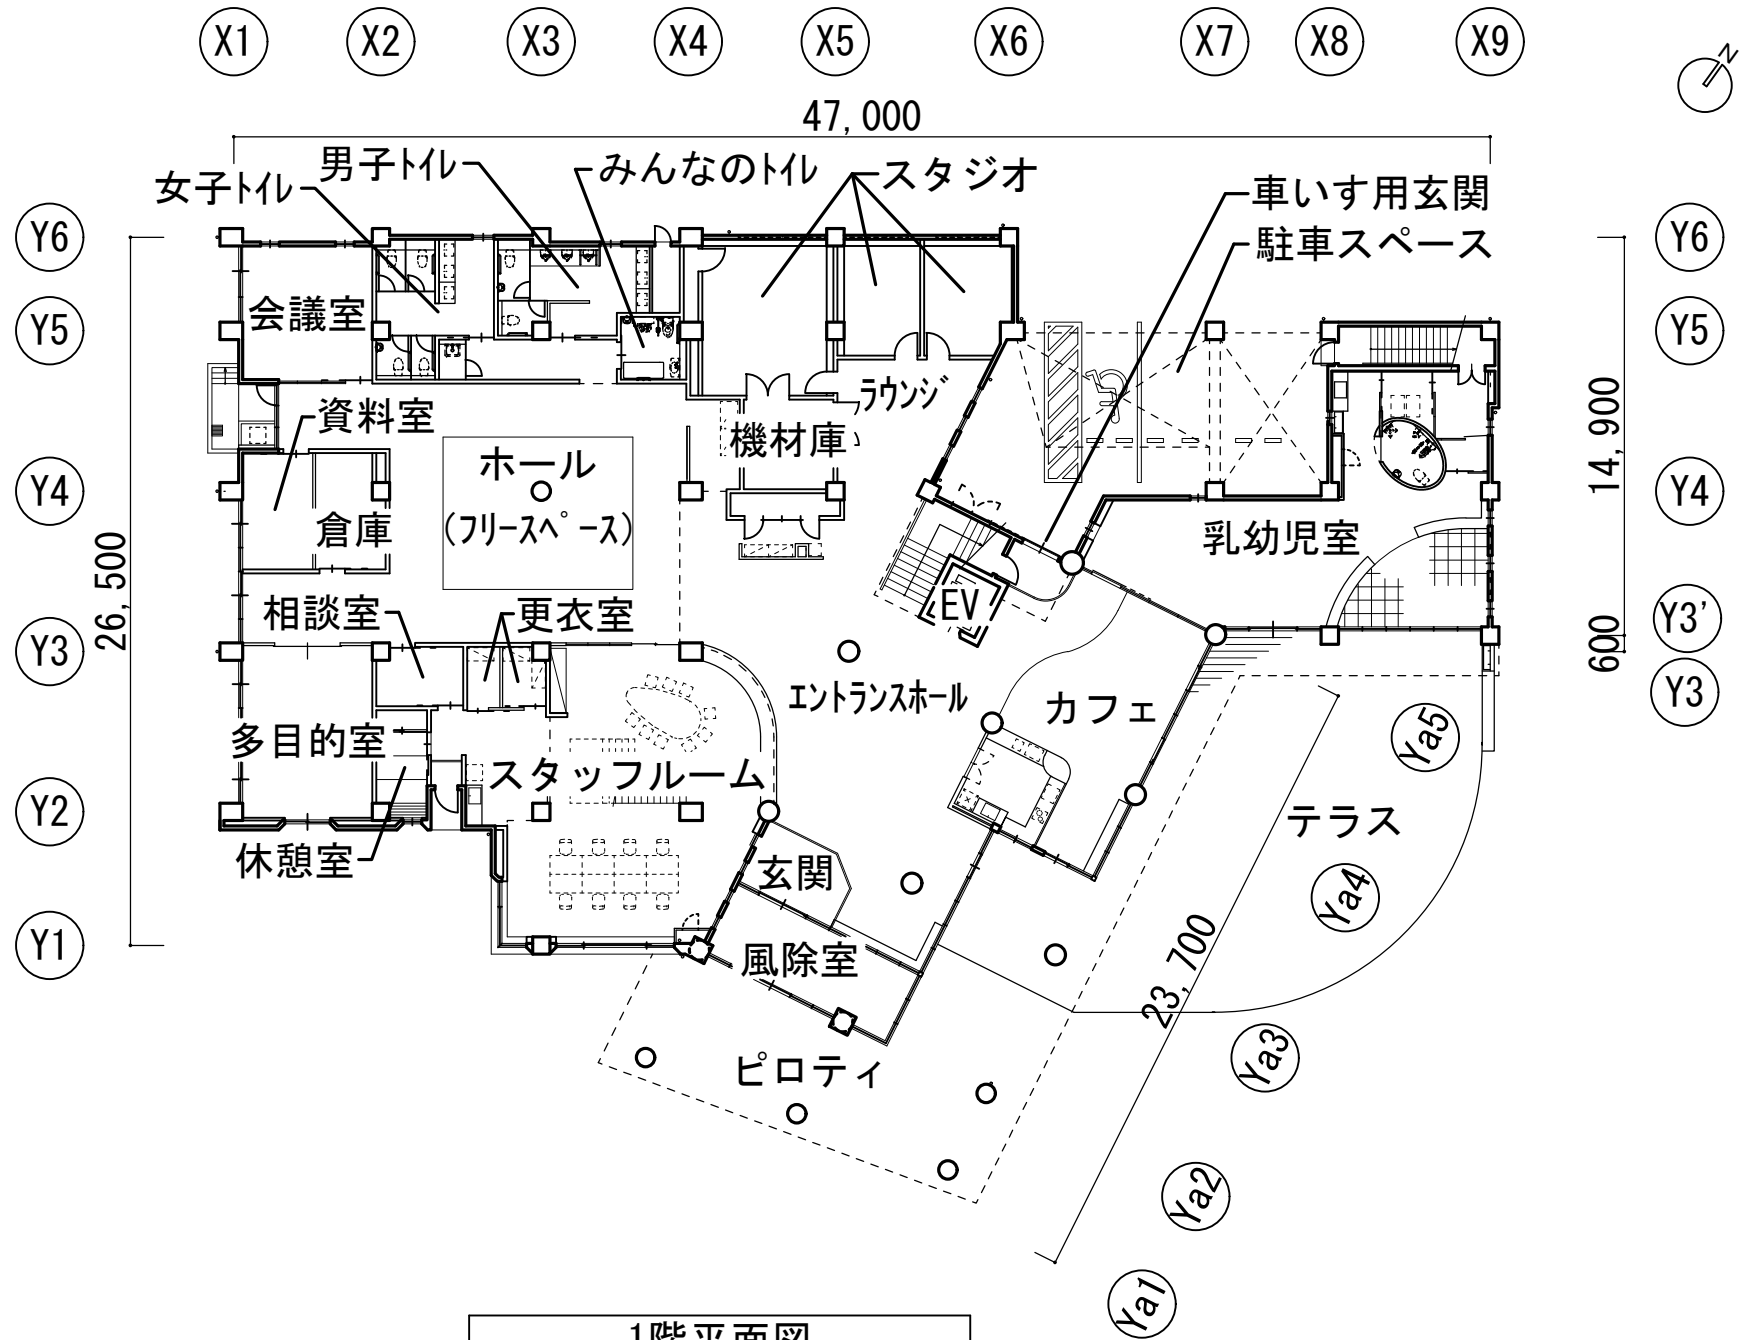 X1
X2
X3
X4
X5
X6
X7
X8
X9
N
47,000
男子ﾄｲﾚ
みんなのﾄｲﾚ
スタジオ
女子ﾄｲﾚ
車いす用玄関
駐車スペース
Y6
Y6
会議室
Y5
Y5
ﾗｳﾝｼﾞ
資料室
機材庫
14,900
ホール
(ﾌﾘｰｽﾍﾟｰｽ)
Y4
Y4
倉庫
乳幼児室
26,500
相談室
更衣室
EV
Y3'
600
Y3
Y3
ｴﾝﾄﾗﾝｽﾎｰﾙ
カフェ
多目的室
スタッフルーム
Ya5
Y2
テラス
休憩室
玄関
Ya4
Y1
風除室
23,700
ピロティ
Ya3
Ya2
Ya1
1階平面図